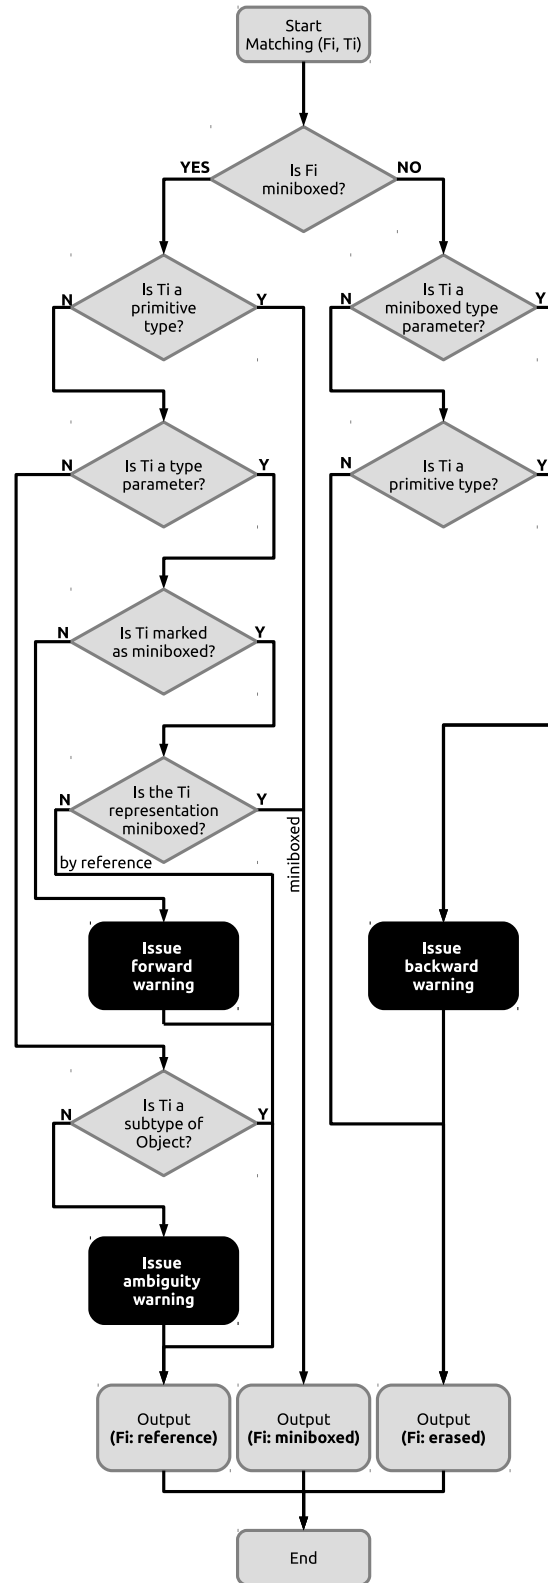 Start
Matching (Fi, Ti)
Is Fi
miniboxed?
YES
NO
Is Ti a
primitive
type?
N
Y
Is Ti a
miniboxed type
parameter?
N
Y
Is Ti a type
parameter?
N
Y
Is Ti a
primitive type?
N
Y
Is Ti marked
as miniboxed?
N
Y
Is the Ti
representation
miniboxed?
N
Y
by reference
miniboxed
Issue
forward
warning
Issue
backward
warning
Is Ti a
subtype of
Object?
N
Y
Issue
ambiguity
warning
Output
(Fi: reference)
Output
(Fi: miniboxed)
Output
(Fi: erased)
End